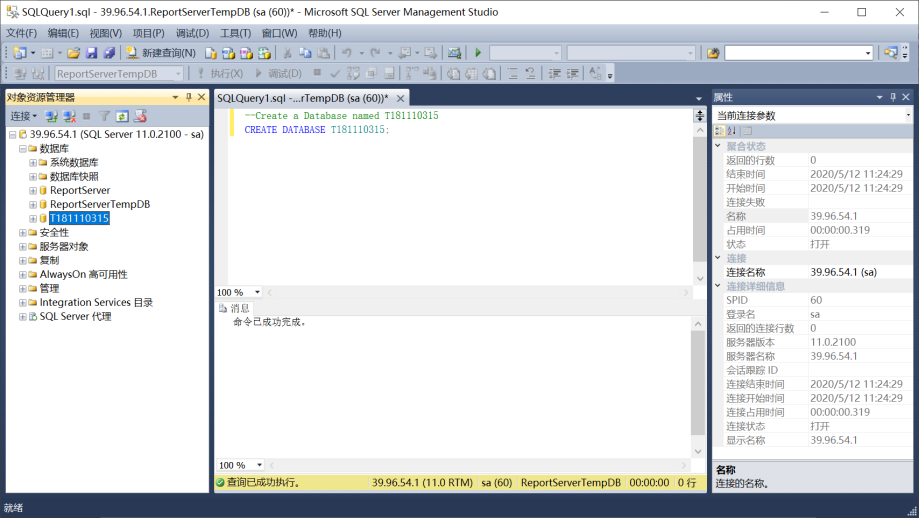 SQLQuery1.sql - 39.96.54.1.ReportServerTempDB (sa (60))* - Microsoft SQL Server Management Studio
文件(F) 编辑(E) 视图(V) 项目(P) 调试(D) 工具(T) 窗口(W) 帮助(H)
新建查询(N)
ReportServerTempDB 执行(X) 调试(D)
对象资源管理器
连接
39.96.54.1 (SQL Server 11.0.2100 - sa)
数据库
系统数据库
数据库快照
ReportServer
ReportServerTempDB
T181110315
安全性
服务器对象
复制
AlwaysOn 高可用性
管理
Integration Services 目录
SQL Server 代理
SQLQuery1.sql -...rTempDB (sa (60))*
--Create a Database named T181110315
CREATE DATABASE T181110315;
100 %
消息
命令已成功完成。
100 %
查询已成功执行。 39.96.54.1 (11.0 RTM) sa (60) ReportServerTempDB 00:00:00 0 行
属性
当前连接参数
聚合状态
返回的行数 0
结束时间 2020/5/12 11:24:29
开始时间 2020/5/12 11:24:29
连接失败
名称 39.96.54.1
占用时间 00:00:00.319
状态 打开
连接
连接名称 39.96.54.1 (sa)
连接详细信息
SPID 60
登录名 sa
返回的连接行数 0
服务器版本 11.0.2100
服务器名称 39.96.54.1
会话跟踪 ID
连接结束时间 2020/5/12 11:24:29
连接开始时间 2020/5/12 11:24:29
连接占用时间 00:00:00.319
连接状态 打开
显示名称 39.96.54.1
名称
连接的名称。
就绪